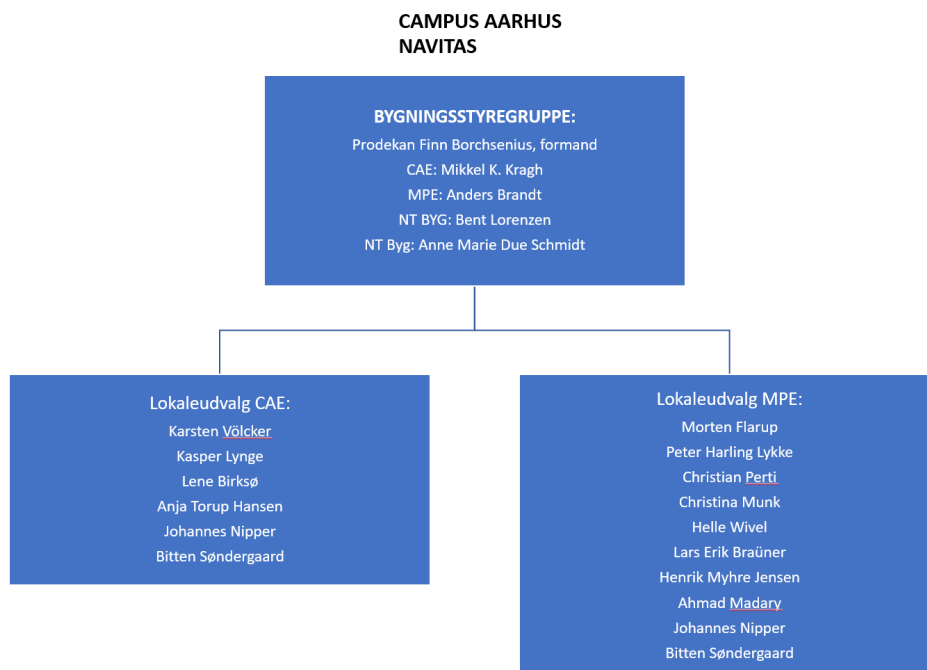 CAMPUS AARHUS
NAVITAS
BYGNINGSSTYREGRUPPE:
Prodekan Finn Borchsenius, formand
CAE: Mikkel K. Kragh
MPE: Anders Brandt
NT BYG: Bent Lorenzen
NT Byg: Anne Marie Due Schmidt
Lokaleudvalg CAE:
Karsten Völcker
Kasper Lynge
Lene Birksø
Anja Torup Hansen
Johannes Nipper
Bitten Søndergaard
Lokaleudvalg MPE:
Morten Flarup
Peter Harling Lykke
Christian Perti
Christina Munk
Helle Wivel
Lars Erik Braüner
Henrik Myhre Jensen
Ahmad Madary
Johannes Nipper
Bitten Søndergaard